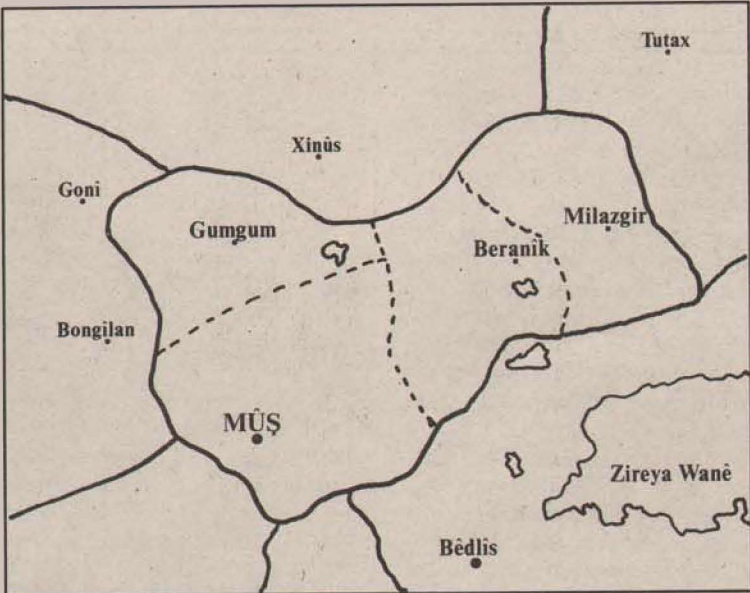 Tutax
Xinûs
Goni
Gumgum
Milazgir
Beranik
Bongilan
MÛŞ
Zireya Wanê
Bêdlîs